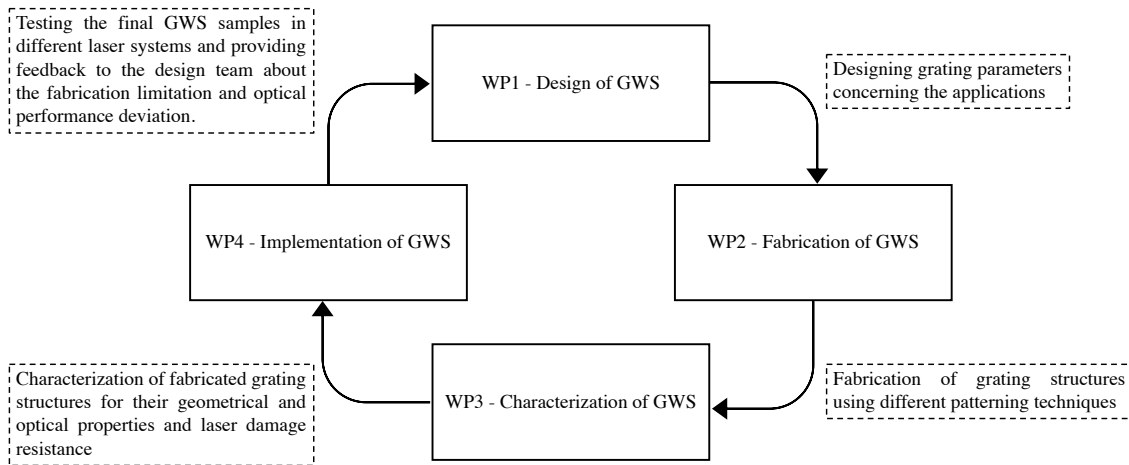 Testing the final GWS samples in
different laser systems and providing
feedback to the design team about
the fabrication limitation and optical
performance deviation.
WP1 - Design of GWS
Designing grating parameters
concerning the applications
WP4 - Implementation of GWS
WP2 - Fabrication of GWS
Characterization of fabricated grating
structures for their geometrical and
optical properties and laser damage
resistance
WP3 - Characterization of GWS
Fabrication of grating structures
using different patterning techniques